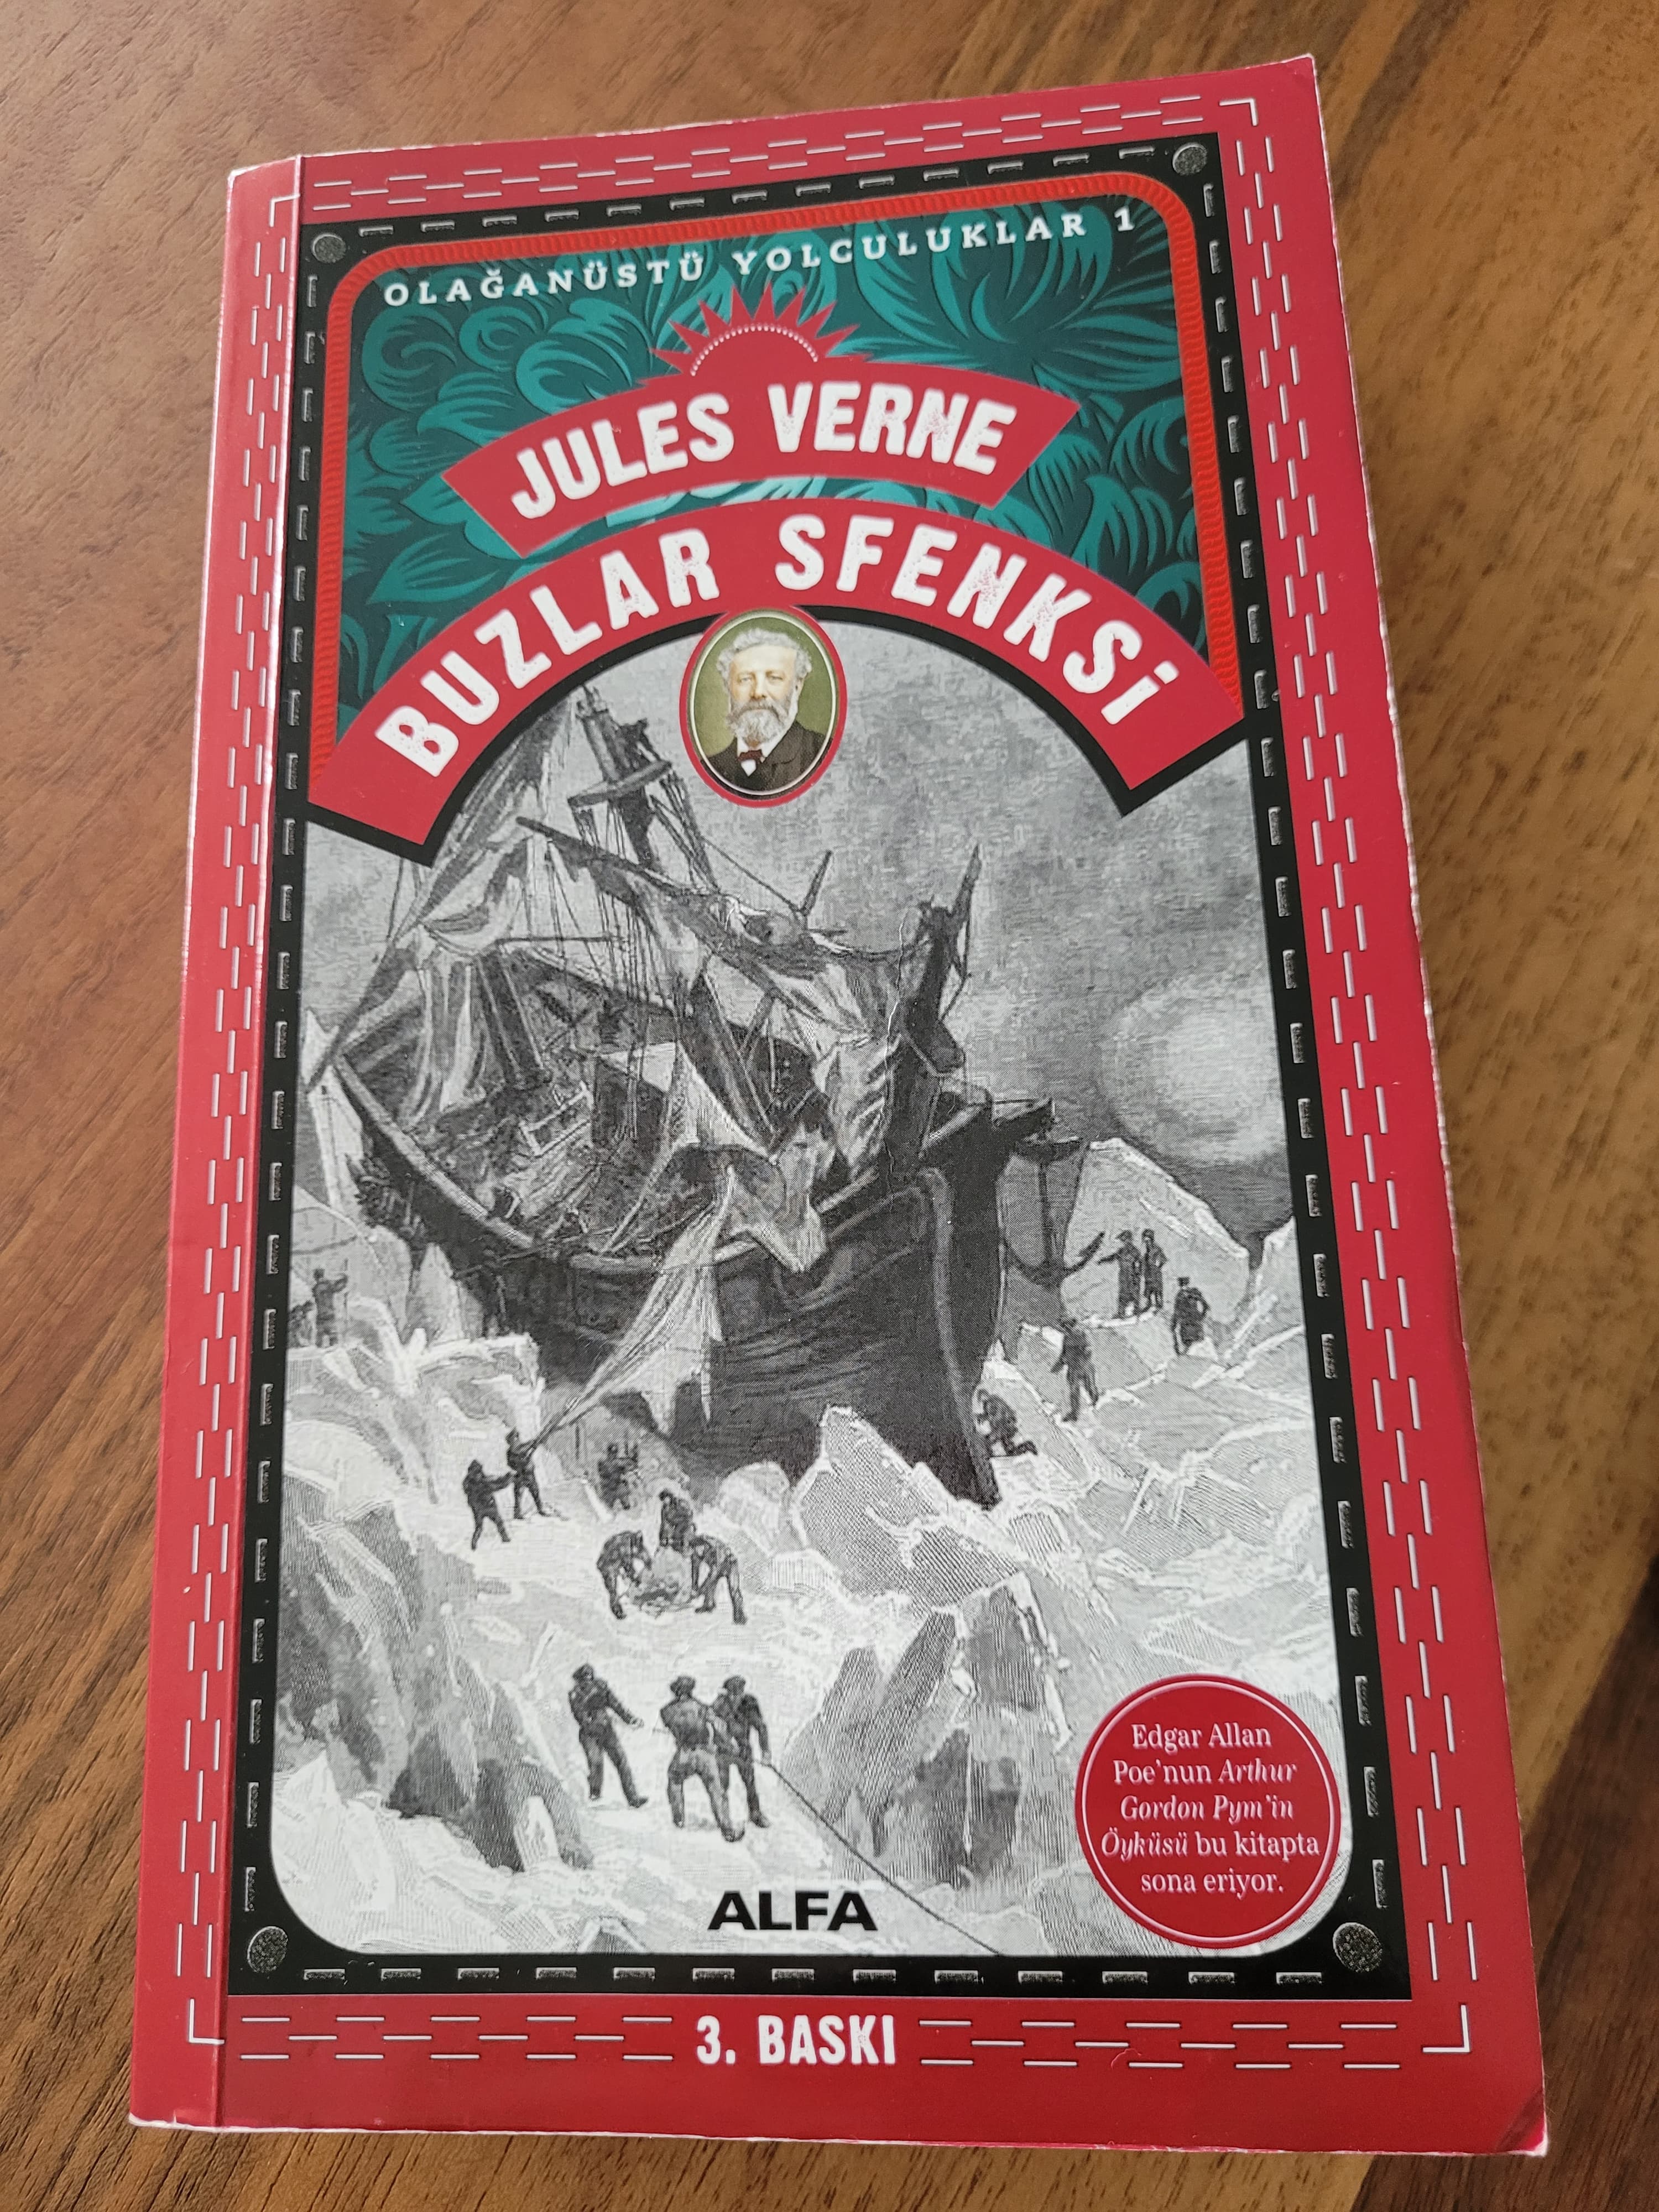 OLAĞANÜSTÜ YOLCULUKLAR 1
JULES VERNE
BUZLAR SFENKSİ
Edgar Allan
Poe'nun Arthur
Gordon Pym'in
Öyküsü bu kitapta
sona eriyor.
ALFA
3. BASKI